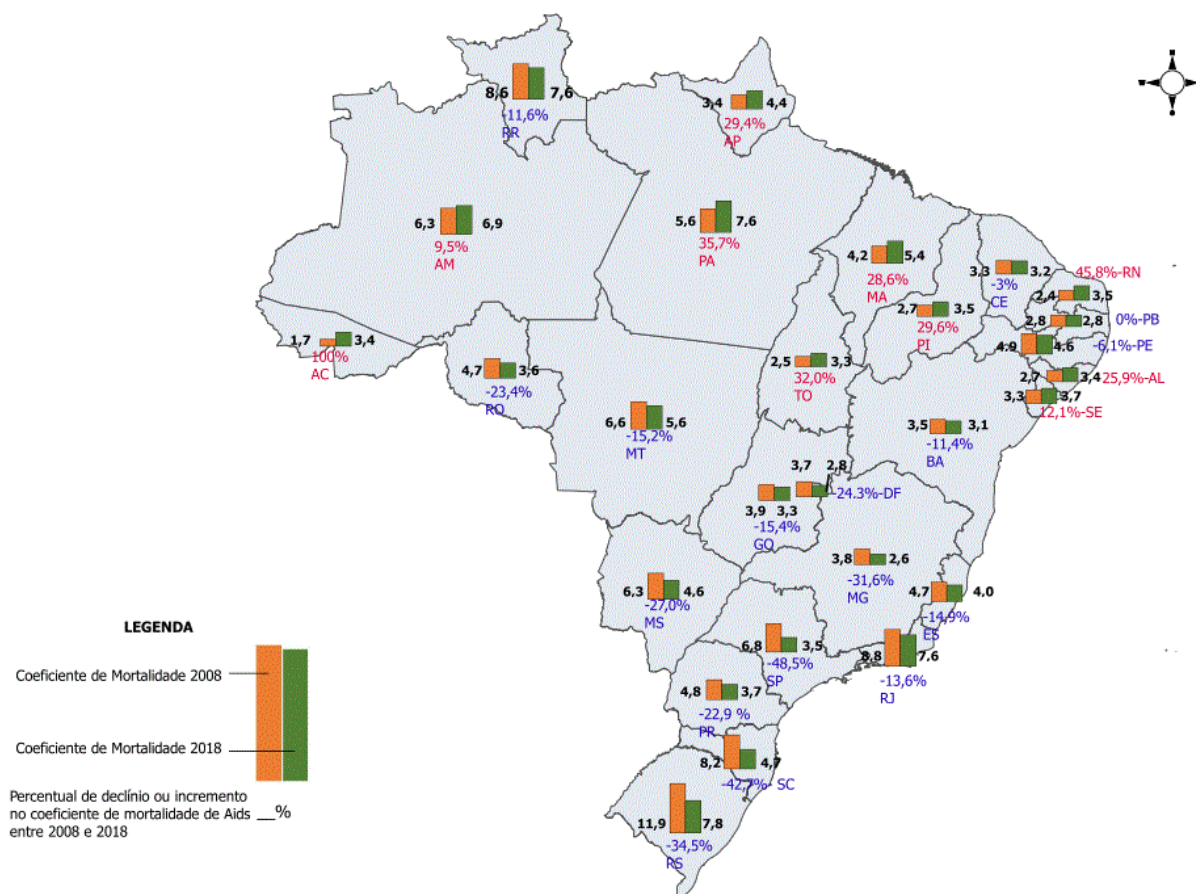 8,6 7,6
-11,6%
RR
3,4 4,4
29,4%
AP
6,3 6,9
9,5%
AM
5,6 7,6
35,7%
PA
4,2 5,4
28,6%
MA
3,3 3,2
-3%
CE
45,8%-RN
2,4 3,5
2,7 3,5
29,6%
PI
2,8 2,8
0%-PB
4,9 4,6
-6,1%-PE
1,7 3,4
100%
AC
4,7 3,6
-23,4%
RO
2,5 3,3
32,0%
TO
2,7 3,4
25,9%-AL
3,3 3,7
12,1%-SE
6,6 5,6
-15,2%
MT
3,5 3,1
-11,4%
BA
3,7 2,8
-24.3%-DF
3,9 3,3
-15,4%
GO
3,8 2,6
-31,6%
MG
6,3 4,6
-27,0%
MS
4,7 4,0
-14,9%
ES
6,8 3,5
-48,5%
SP
8,8 7,6
-13,6%
RJ
4,8 3,7
-22,9 %
PR
8,2 4,7
-42,7%- SC
11,9 7,8
-34,5%
RS
LEGENDA
Coeficiente de Mortalidade 2008
Coeficiente de Mortalidade 2018
Percentual de declínio ou incremento
no coeficiente de mortalidade de Aids __%
entre 2008 e 2018